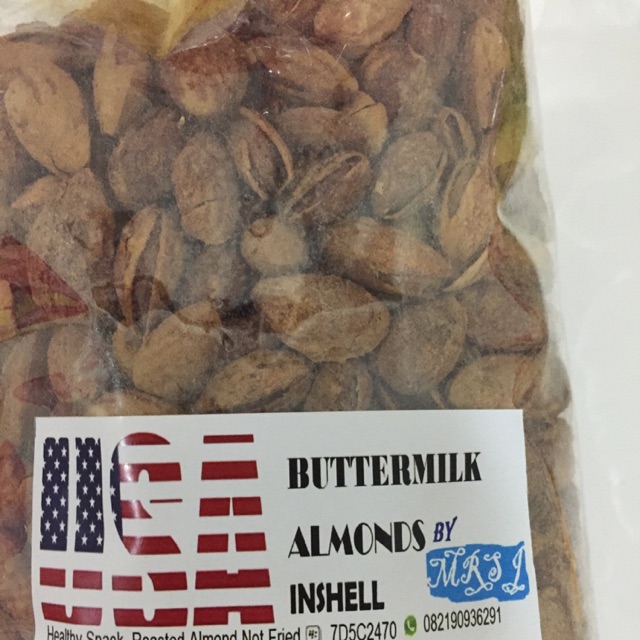 USA
BUTTERMILK
ALMONDS BY
MRS J
INSHELL
Healthy Snack, Roasted Almond Not Fried 7D5C2470 082190936291